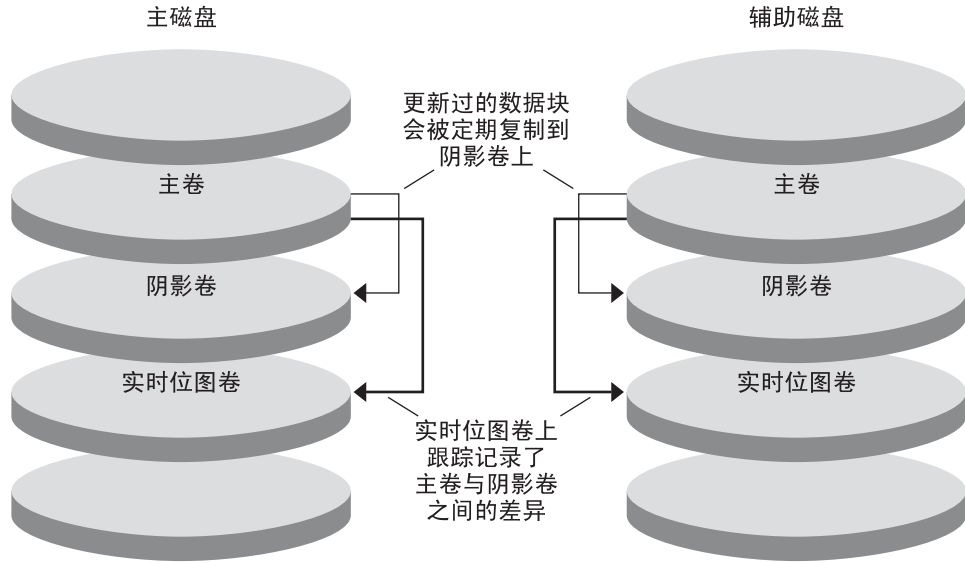 主磁盘
辅助磁盘
更新过的数据块
会被定期复制到
阴影卷上
主卷
主卷
阴影卷
阴影卷
实时位图卷
实时位图卷
实时位图卷上
跟踪记录了
主卷与阴影卷
之间的差异